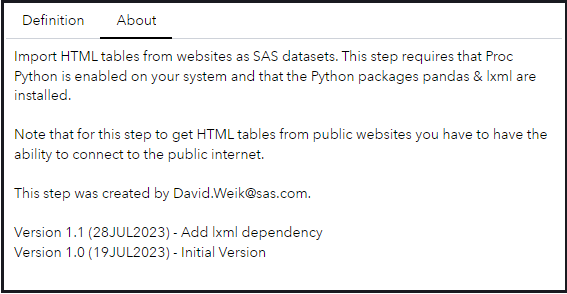 Definition About
Import HTML tables from websites as SAS datasets. This step requires that Proc
Python is enabled on your system and that the Python packages pandas & lxml are
installed.
Note that for this step to get HTML tables from public websites you have to have the
ability to connect to the public internet.
This step was created by David.Weik@sas.com.
Version 1.1 (28JUL2023) - Add lxml dependency
Version 1.0 (19JUL2023) - Initial Version